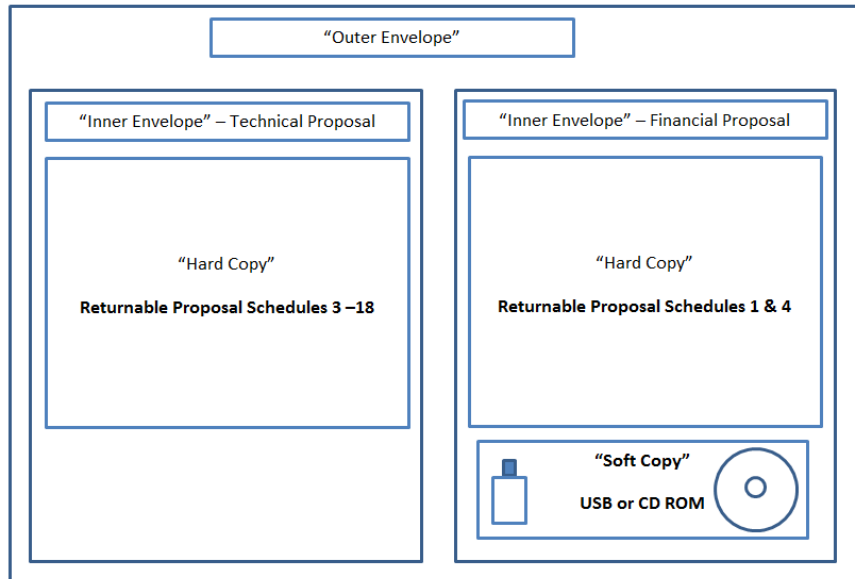 “Outer Envelope”
“Inner Envelope” – Technical Proposal
“Hard Copy”
Returnable Proposal Schedules 3 –18
“Inner Envelope” – Financial Proposal
“Hard Copy”
Returnable Proposal Schedules 1 & 4
“Soft Copy”
USB or CD ROM